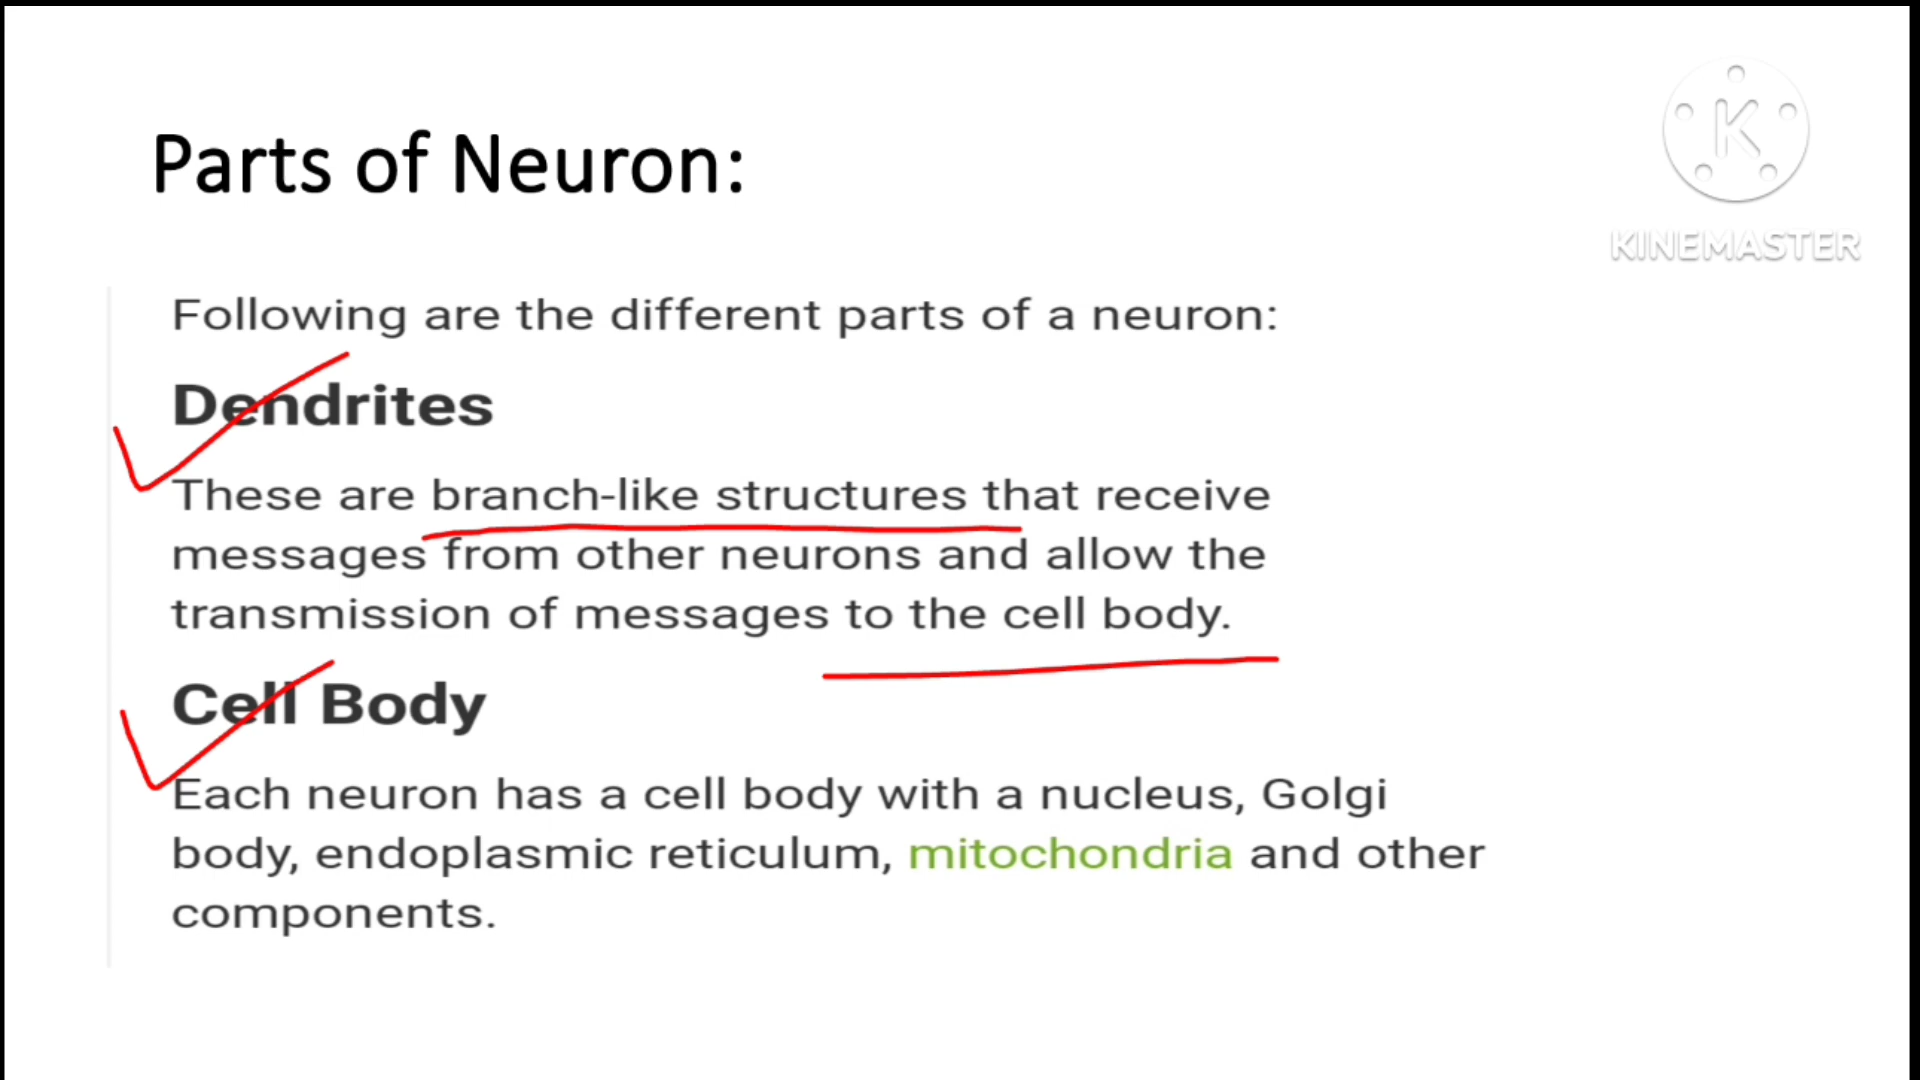 Parts of Neuron:
K
KINEMASTER
Following are the different parts of a neuron:
Dendrites
These are branch-like structures that receive
messages from other neurons and allow the
transmission of messages to the cell body.
Cell Body
Each neuron has a cell body with a nucleus, Golgi
body, endoplasmic reticulum, mitochondria and other
components.